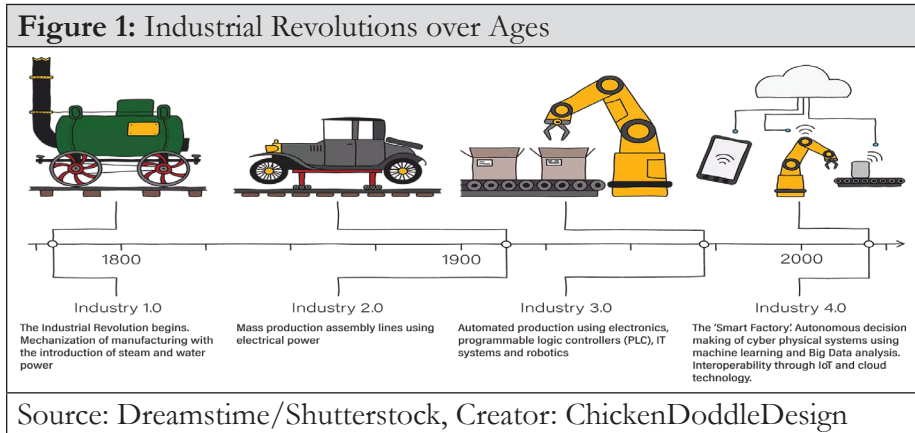 Figure 1: Industrial Revolutions over Ages
1800
1900
2000
Industry 1.0
The Industrial Revolution begins.
Mechanization of manufacturing with
the introduction of steam and water
power
Industry 2.0
Mass production assembly lines using
electrical power
Industry 3.0
Automated production using electronics,
programmable logic controllers (PLC), IT
systems and robotics
Industry 4.0
The ‘Smart Factory’. Autonomous decision
making of cyber physical systems using
machine learning and Big Data analysis.
Interoperability through IoT and cloud
technology.
Source: Dreamstime/Shutterstock, Creator: ChickenDoddleDesign